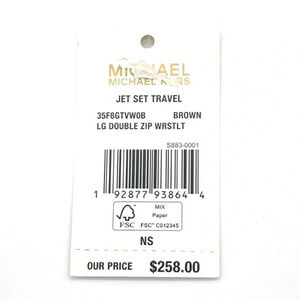 MICHAEL
MICHAEL KORS
JET SET TRAVEL
35F8GTVW0B BROWN
LG DOUBLE ZIP WRSTLT
S883-0001
1 92877 93864 4
FSC
MIX
Paper
FSC™ C012345
NS
OUR PRICE $258.00